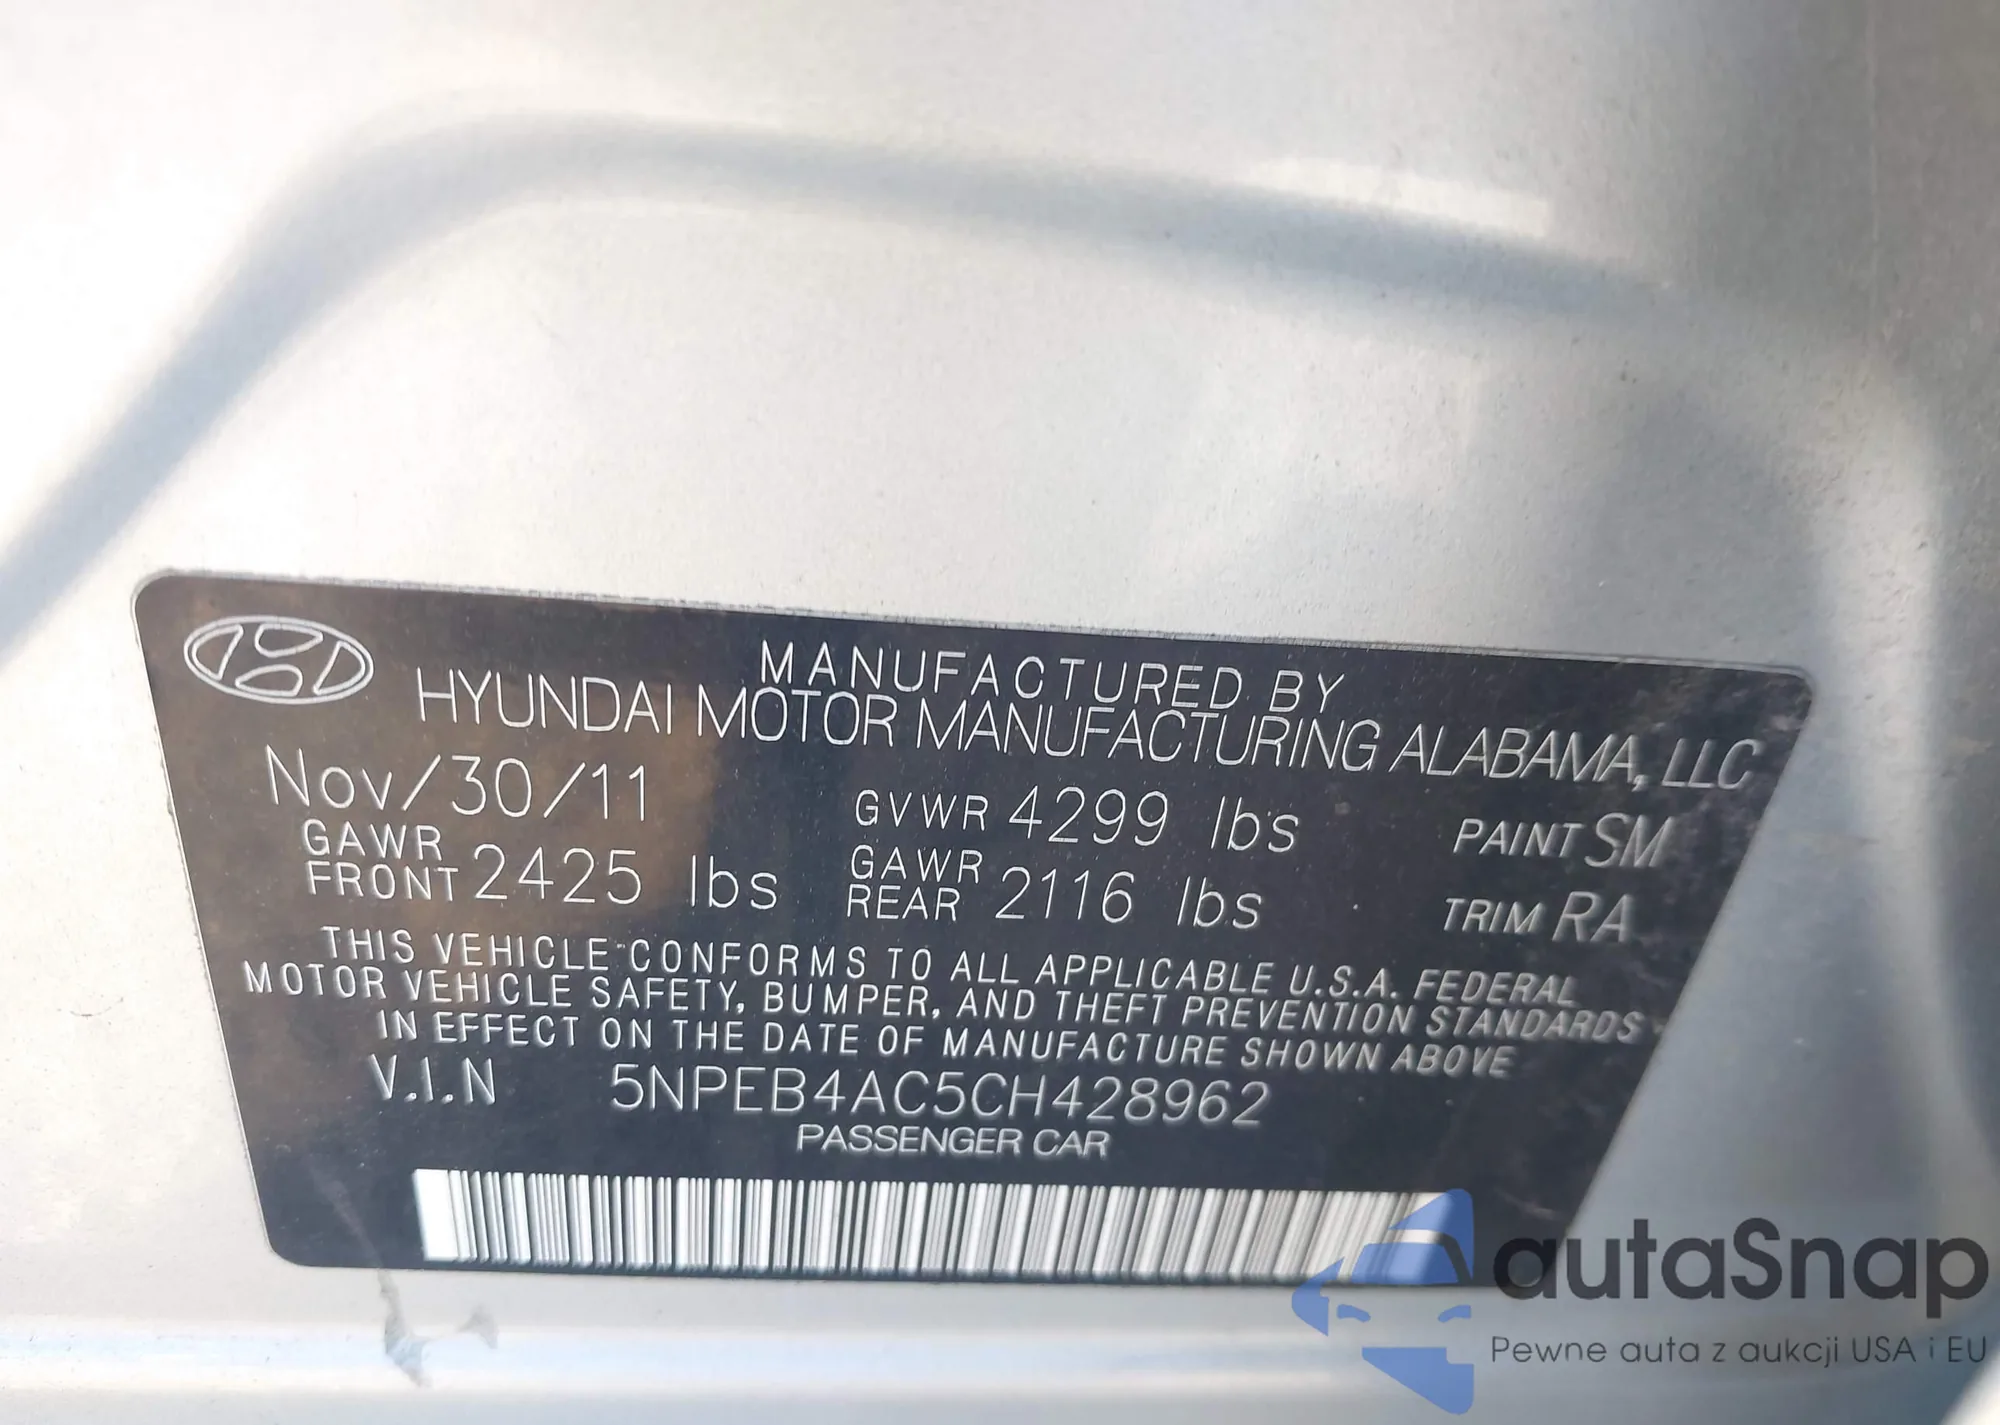 MANUFACTURED BY
HYUNDAI MOTOR MANUFACTURING ALABAMA, LLC
Nov/30/11 GVWR 4299 lbs PAINT SM
GAWR FRONT 2425 lbs GAWR REAR 2116 lbs TRIM RA
THIS VEHICLE CONFORMS TO ALL APPLICABLE U.S.A. FEDERAL
MOTOR VEHICLE SAFETY, BUMPER, AND THEFT PREVENTION STANDARDS
IN EFFECT ON THE DATE OF MANUFACTURE SHOWN ABOVE
V.I.N 5NPEB4AC5CH428962
PASSENGER CAR
autaSnap
Pewne auta z aukcji USA i EU